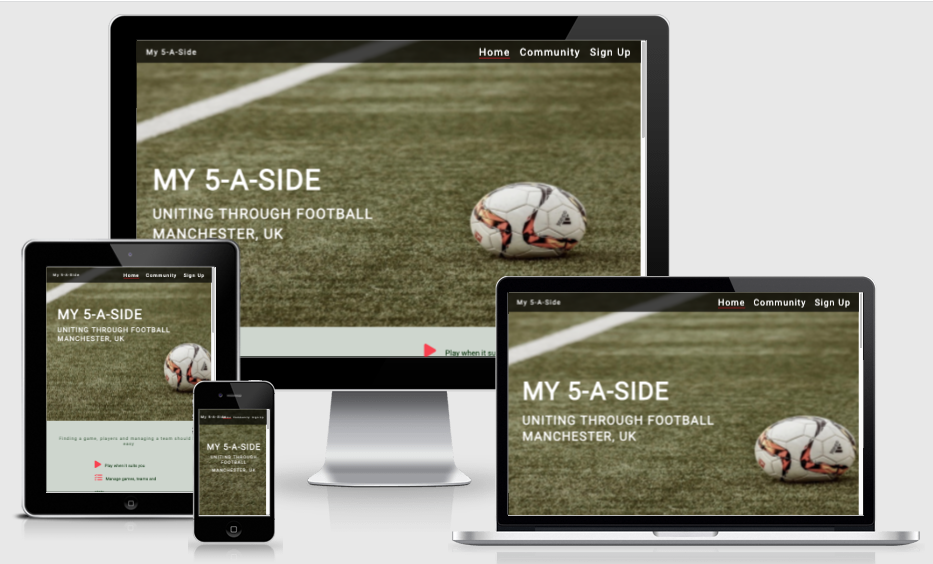 My 5-A-Side
Home Community Sign Up
MY 5-A-SIDE
UNITING THROUGH FOOTBALL
MANCHESTER, UK
Play when it su
My 5-A-Side
Home Community Sign Up
MY 5-A-SIDE
UNITING THROUGH FOOTBALL
MANCHESTER, UK
Finding a game, players and managing a team should
easy
Play when it suits you
Manage games, teams and
My 5-A-Side
Community Sign Up
MY 5-A-SIDE
UNITING THROUGH
FOOTBALL
MANCHESTER, UK
My 5-A-Side
Home Community Sign Up
MY 5-A-SIDE
UNITING THROUGH FOOTBALL
MANCHESTER, UK